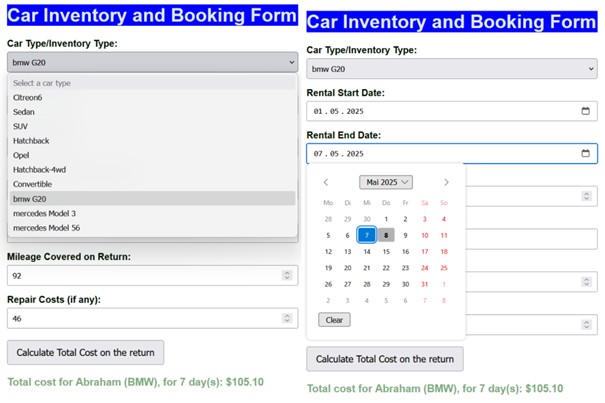 Car Inventory and Booking Form
Car Type/Inventory Type:
bmw G20
Select a car type
Citreon6
Sedan
SUV
Hatchback
Opel
Hatchback-4wd
Convertible
bmw G20
mercedes Model 3
mercedes Model 56
Mileage Covered on Return:
92
Repair Costs (if any):
46
Calculate Total Cost on the return
Total cost for Abraham (BMW), for 7 day(s): $105.10
Car Inventory and Booking Form
Car Type/Inventory Type:
bmw G20
Rental Start Date:
01.05.2025
Rental End Date:
07.05.2025
Mai 2025
Mo Di Mi Do Fr Sa So
28 29 30 1 2 3 4
5 6 7 8 9 10 11
12 13 14 15 16 17 18
19 20 21 22 23 24 25
26 27 28 29 30 31 1
2 3 4 5 6 7 8
Clear
Calculate Total Cost on the return
Total cost for Abraham (BMW), for 7 day(s): $105.10